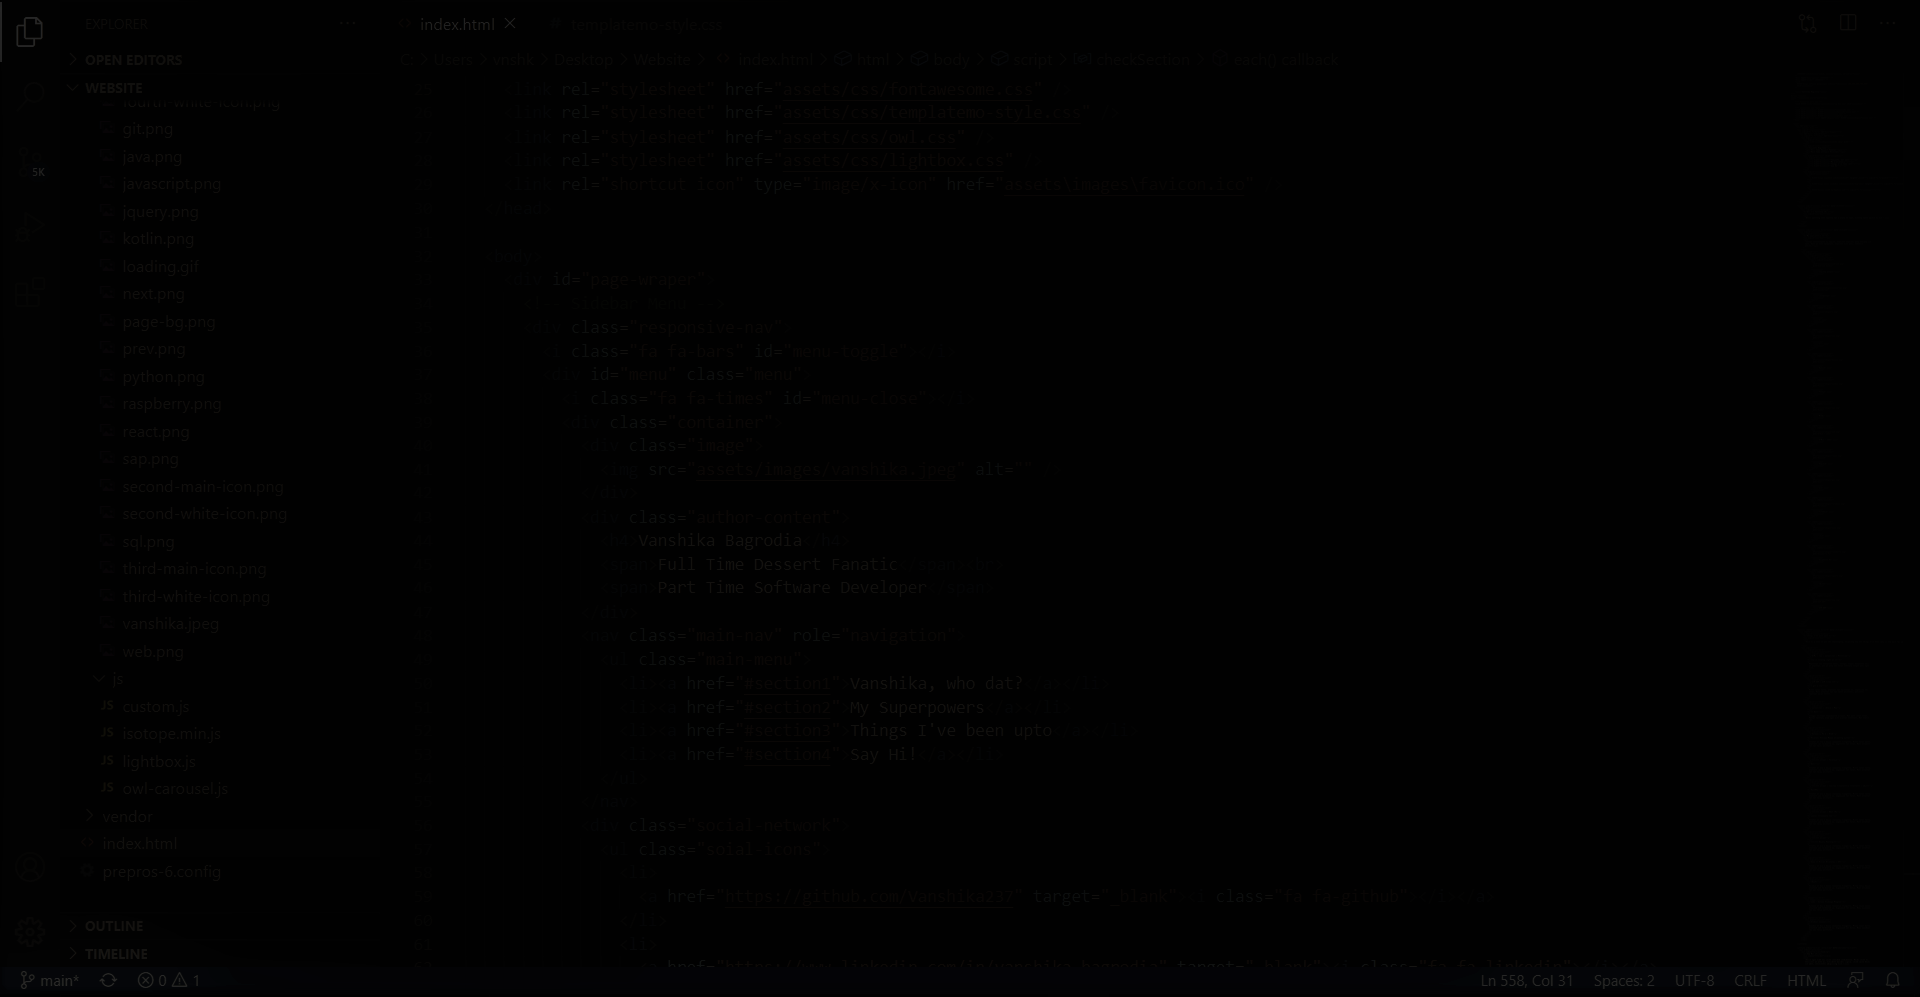 EXPLORER ...
index.html
templatemo-style.css
OPEN EDITORS
C: > Users > vashk > Desktop > Website > index.html > html > body > script > checkSection > each() callback
WEBSITE
fourth-white-icon.png
git.png
java.png
javascript.png
jquery.png
kotlin.png
loading.gif
next.png
page-bg.png
prev.png
python.png
raspberry.png
react.png
sap.png
second-main-icon.png
second-white-icon.png
sql.png
third-main-icon.png
third-white-icon.png
vanshika.jpeg
web.png
js
JS custom.js
JS isotope.min.js
JS lightbox.js
JS owl-carousel.js
vendor
index.html
prepros-6.config
OUTLINE
TIMELINE
5K
link rel="stylesheet" href="assets/css/fontawesome.css"
link rel="stylesheet" href="assets/css/templatemo-style.css"
link rel="stylesheet" href="assets/css/owl.css"
link rel="stylesheet" href="assets/css/lightbox.css"
link rel="shortcut icon" type="image/x-icon" href="assets\images\favicon.ico"
/head
body
div id="page-wraper"
div class="responsive-nav"
i class="fa fa-bars" id="menu-toggle"
div id="menu" class="menu"
class="fa fa-times" id="menu-close"
div class="container"
div class="image">
img src="assets/images/vanshika.jpeg" alt=""
</div>
<div class="author-content">
<h4>Vanshika Bagrodia</h4>
<span>Full Time Dessert Fanatic</span><br>
<span>Part Time Software Developer</span>
</div>
<nav class="main-nav" role="navigation">
<ul class="main-menu">
<li><a href="#section1">Vanshika, who dat?</a></li>
<li><a href="#section2">My Superpowers</a></li>
<li><a href="#section3">Things I've been upto</a></li>
<li><a href="#section4">Say Hi!</a></li>
</ul>
</nav>
<div class="social-network">
<ul class="soial-icons">
<li>
<a href="https://github.com/vanshika237" target="_blank"><i class="fa fa-github"></i></a>
</li>
<li>
<a href="https://www.linkedin.com/in/vanshika-bagrodia" target="_blank"><i class="fa fa-linkedin"></i></a>
main* 0 1 Ln 558, Col 31 Spaces: 2 UTF-8 CRLF HTML